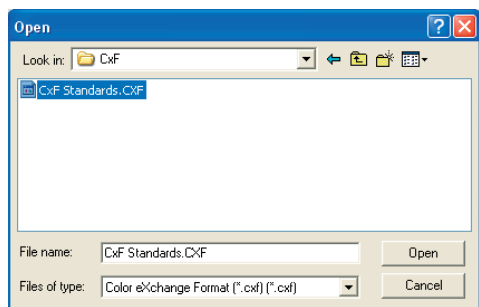 Open
Look in: CxF
CxF Standards.CXF
File name: CxF Standards.CXF Open
Files of type: Color eXchange Format (*.cxf) (*.cxf) Cancel